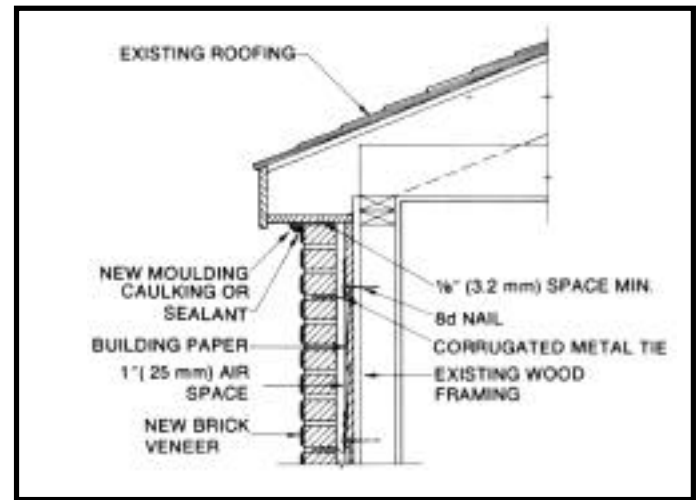 EXISTING ROOFING
NEW MOULDING
CAULKING OR
SEALANT
BUILDING PAPER
1"( 25 mm) AIR
SPACE
NEW BRICK
VENEER
⅛" (3.2 mm) SPACE MIN.
8d NAIL
CORRUGATED METAL TIE
EXISTING WOOD
FRAMING